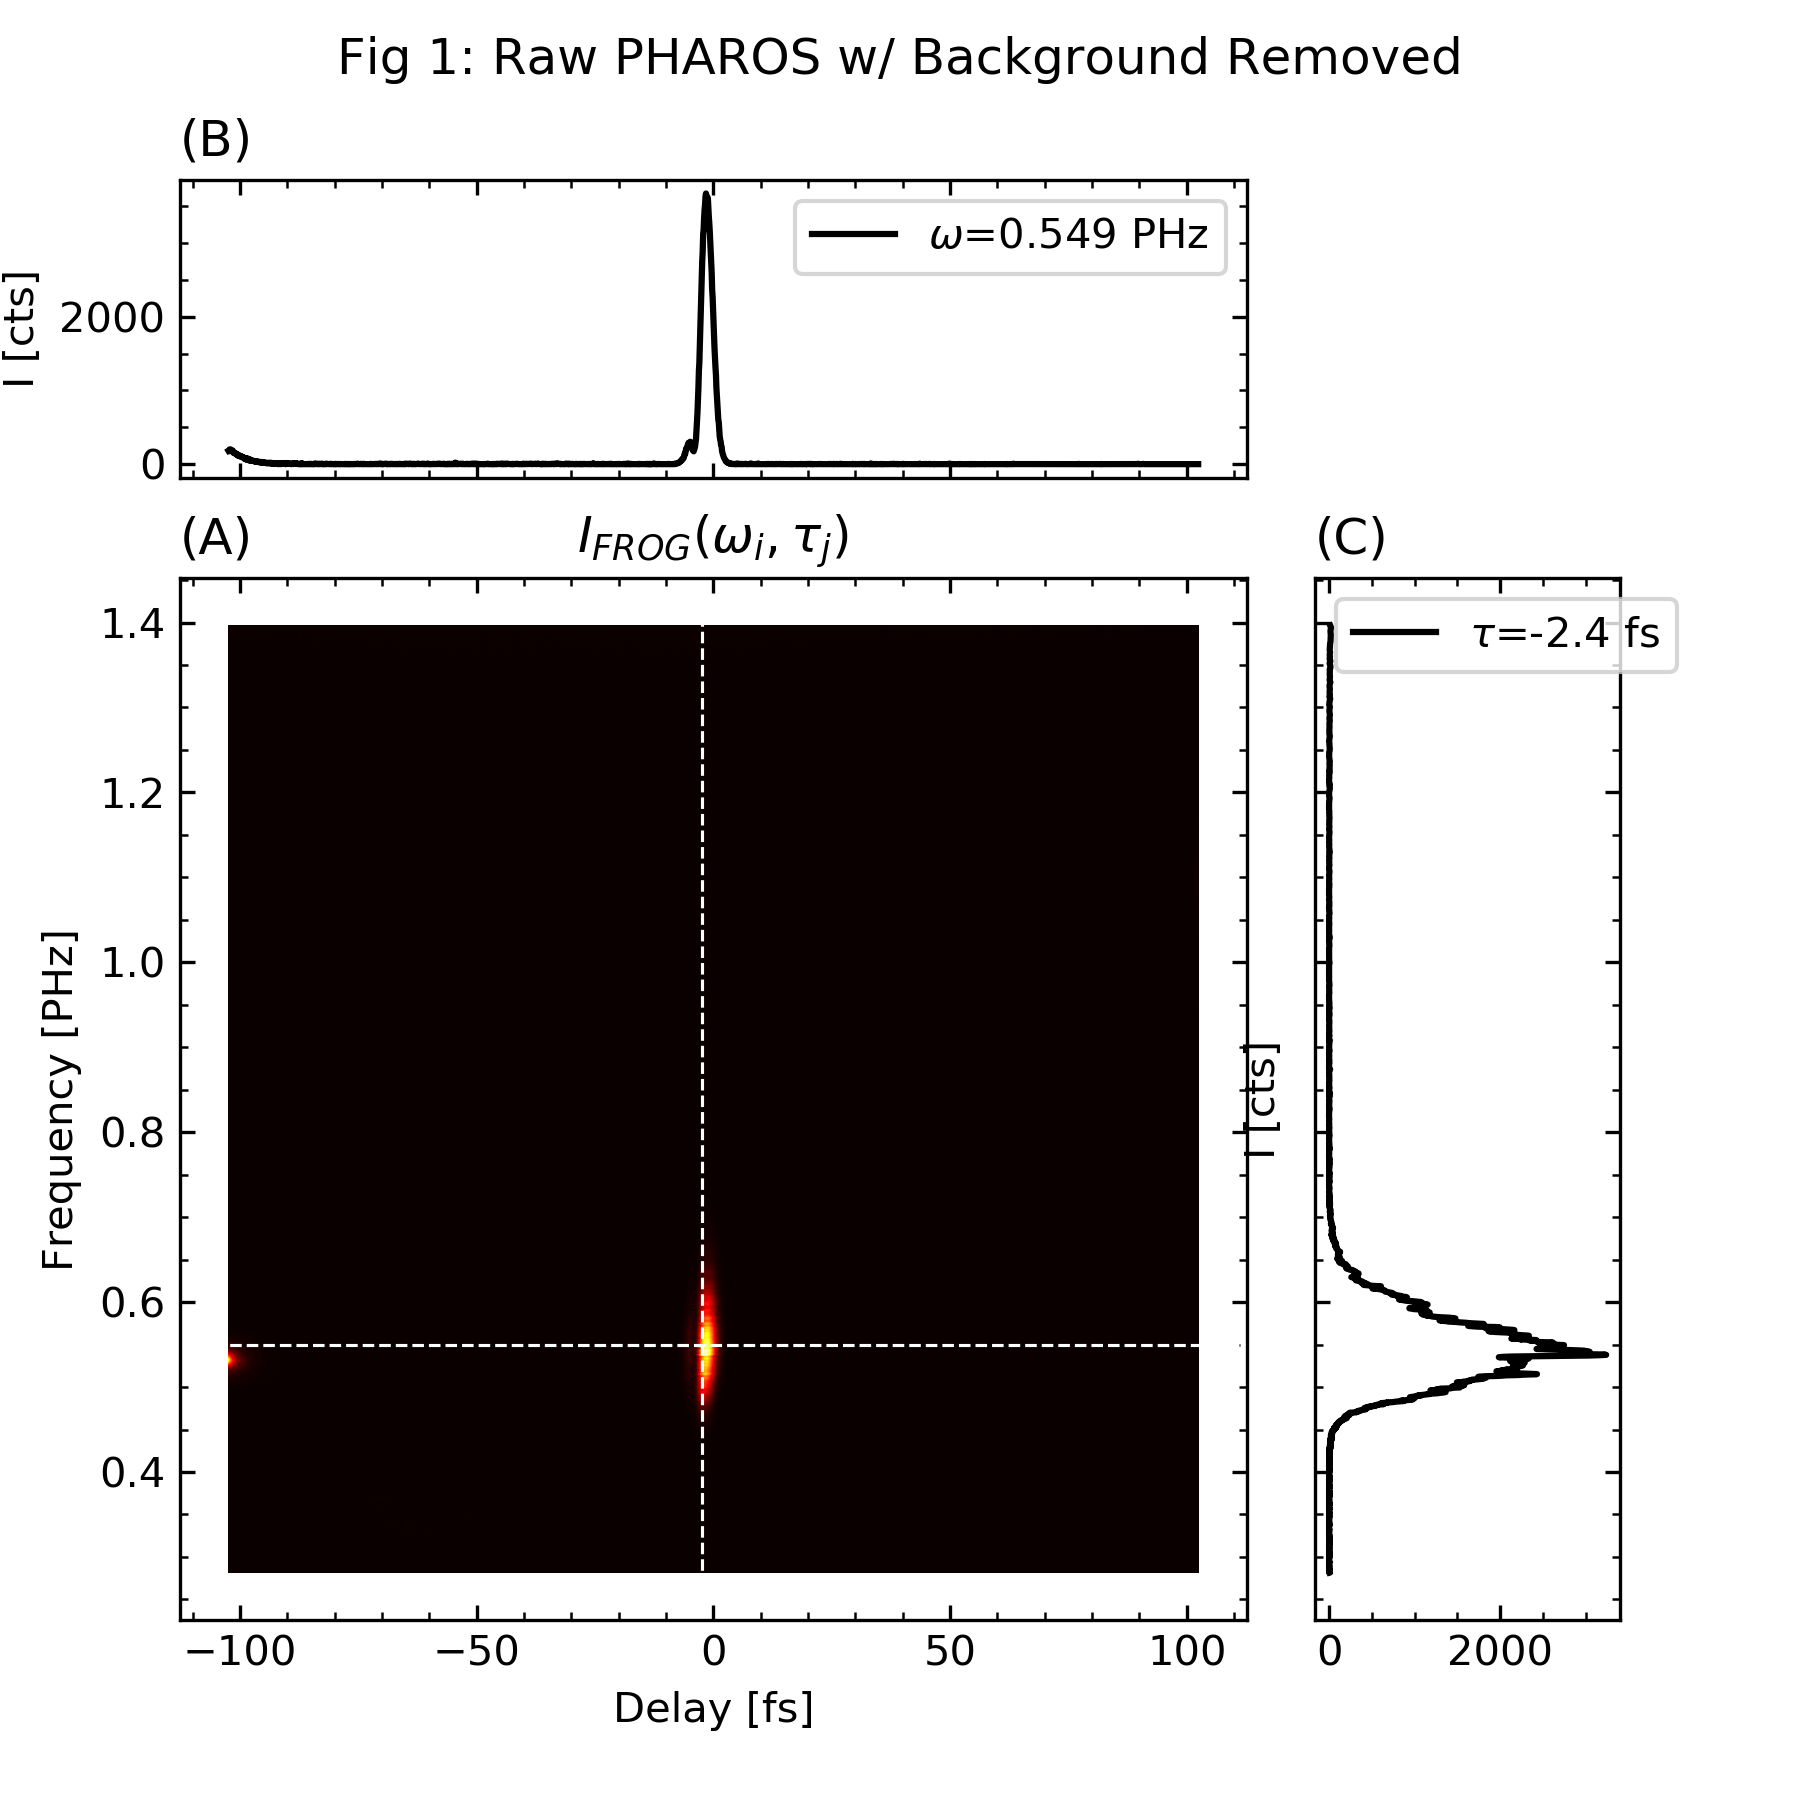 Fig 1: Raw PHAROS w/ Background Removed
(B)
I [cts]
2000
0
ω=0.549 PHz
(A)
I_FROG(ω_i, τ_j)
(C)
Frequency [PHz]
1.4
1.2
1.0
0.8
0.6
0.4
−100 −50 0 50 100
Delay [fs]
I [cts]
τ=-2.4 fs
0 2000